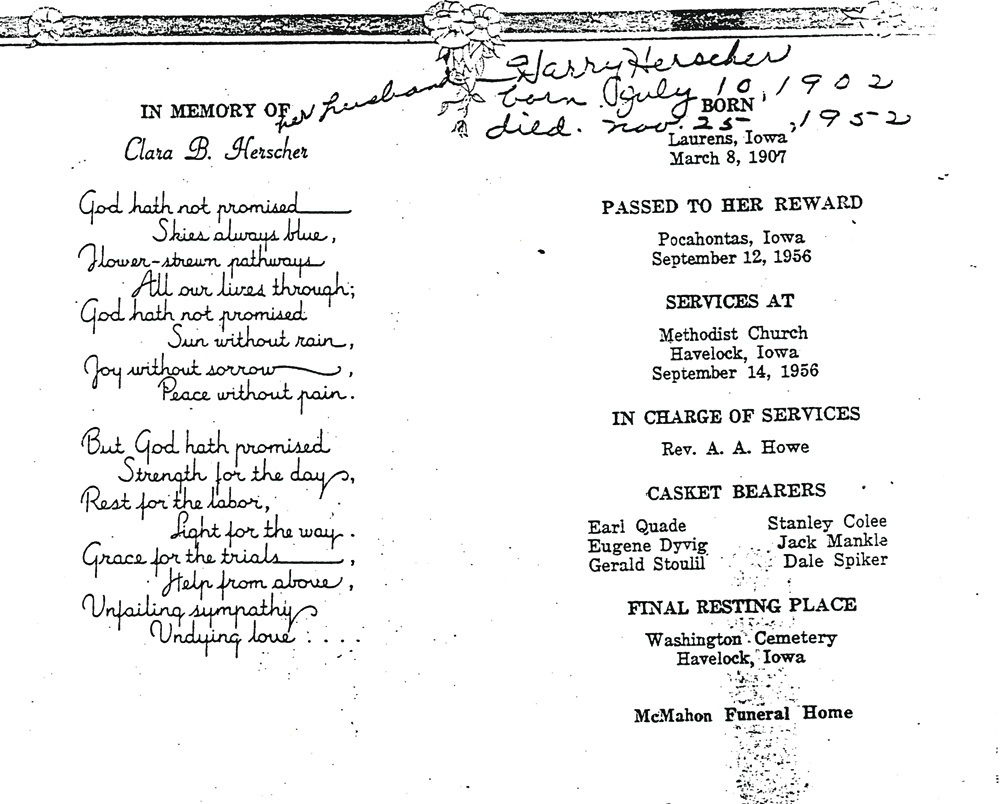 her husband — Harry Herscher
born July 10, 1902
died. nov. 25, 1952
IN MEMORY OF
Clara B. Herscher
God hath not promised
Skies always blue,
Flower-strewn pathways
All our lives through;
God hath not promised
Sun without rain,
Joy without sorrow,
Peace without pain.
But God hath promised
Strength for the day,
Rest for the labor,
Light for the way.
Grace for the trials,
Help from above,
Unfailing sympathy
Undying love . . . .
BORN
Laurens, Iowa
March 8, 1907
PASSED TO HER REWARD
Pocahontas, Iowa
September 12, 1956
SERVICES AT
Methodist Church
Havelock, Iowa
September 14, 1956
IN CHARGE OF SERVICES
Rev. A. A. Howe
CASKET BEARERS
Earl Quade Stanley Colee
Eugene Dyvig Jack Mankle
Gerald Stoulil Dale Spiker
FINAL RESTING PLACE
Washington Cemetery
Havelock, Iowa
McMahon Funeral Home